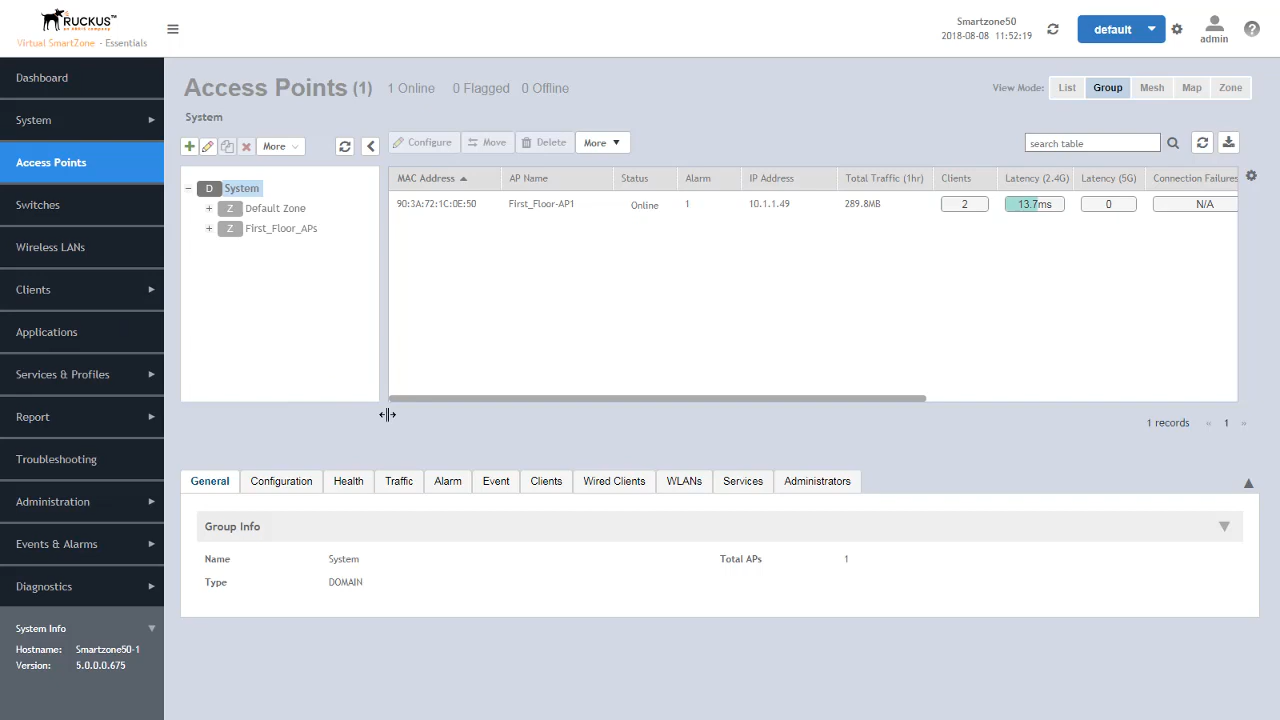 RUCKUS™
an ARRIS company
Virtual SmartZone - Essentials
Smartzone50
2018-08-08 11:52:19
default
admin
Dashboard
System
Access Points
Switches
Wireless LANs
Clients
Applications
Services & Profiles
Report
Troubleshooting
Administration
Events & Alarms
Diagnostics
System Info
Hostname: Smartzone50-1
Version: 5.0.0.0.675
Access Points (1) 1 Online 0 Flagged 0 Offline
View Mode: List Group Mesh Map Zone
System
More
Configure Move Delete More
search table
D System
Z Default Zone
Z First_Floor_APs
MAC Address AP Name Status Alarm IP Address Total Traffic (1hr) Clients Latency (2.4G) Latency (5G) Connection Failures
90:3A:72:1C:0E:50 First_Floor-AP1 Online 1 10.1.1.49 289.8MB 2 13.7ms 0 N/A
1 records « 1 »
General Configuration Health Traffic Alarm Event Clients Wired Clients WLANs Services Administrators
Group Info
Name System Total APs 1
Type DOMAIN